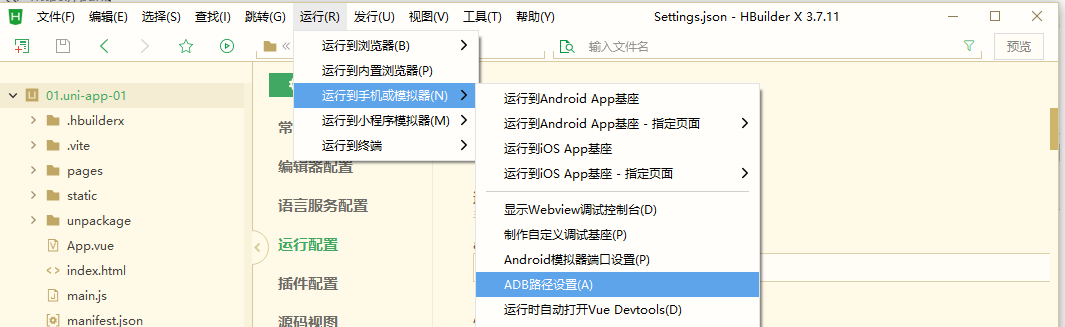 文件(F) 编辑(E) 选择(S) 查找(I) 跳转(G) 运行(R) 发行(U) 视图(V) 工具(T) 帮助(Y) Settings.json - HBuilder X 3.7.11
输入文件名 预览
运行到浏览器(B)
运行到内置浏览器(P)
运行到手机或模拟器(N)
运行到小程序模拟器(M)
运行到终端
运行到Android App基座
运行到Android App基座 - 指定页面
运行到iOS App基座
运行到iOS App基座 - 指定页面
显示Webview调试控制台(D)
制作自定义调试基座(P)
Android模拟器端口设置(P)
ADB路径设置(A)
运行时自动打开Vue Devtools(D)
01.uni-app-01
.hbuilderx
.vite
pages
static
unpackage
App.vue
index.html
main.js
manifest.json
常
编辑器配置
语言服务配置
运行配置
插件配置
源码视图